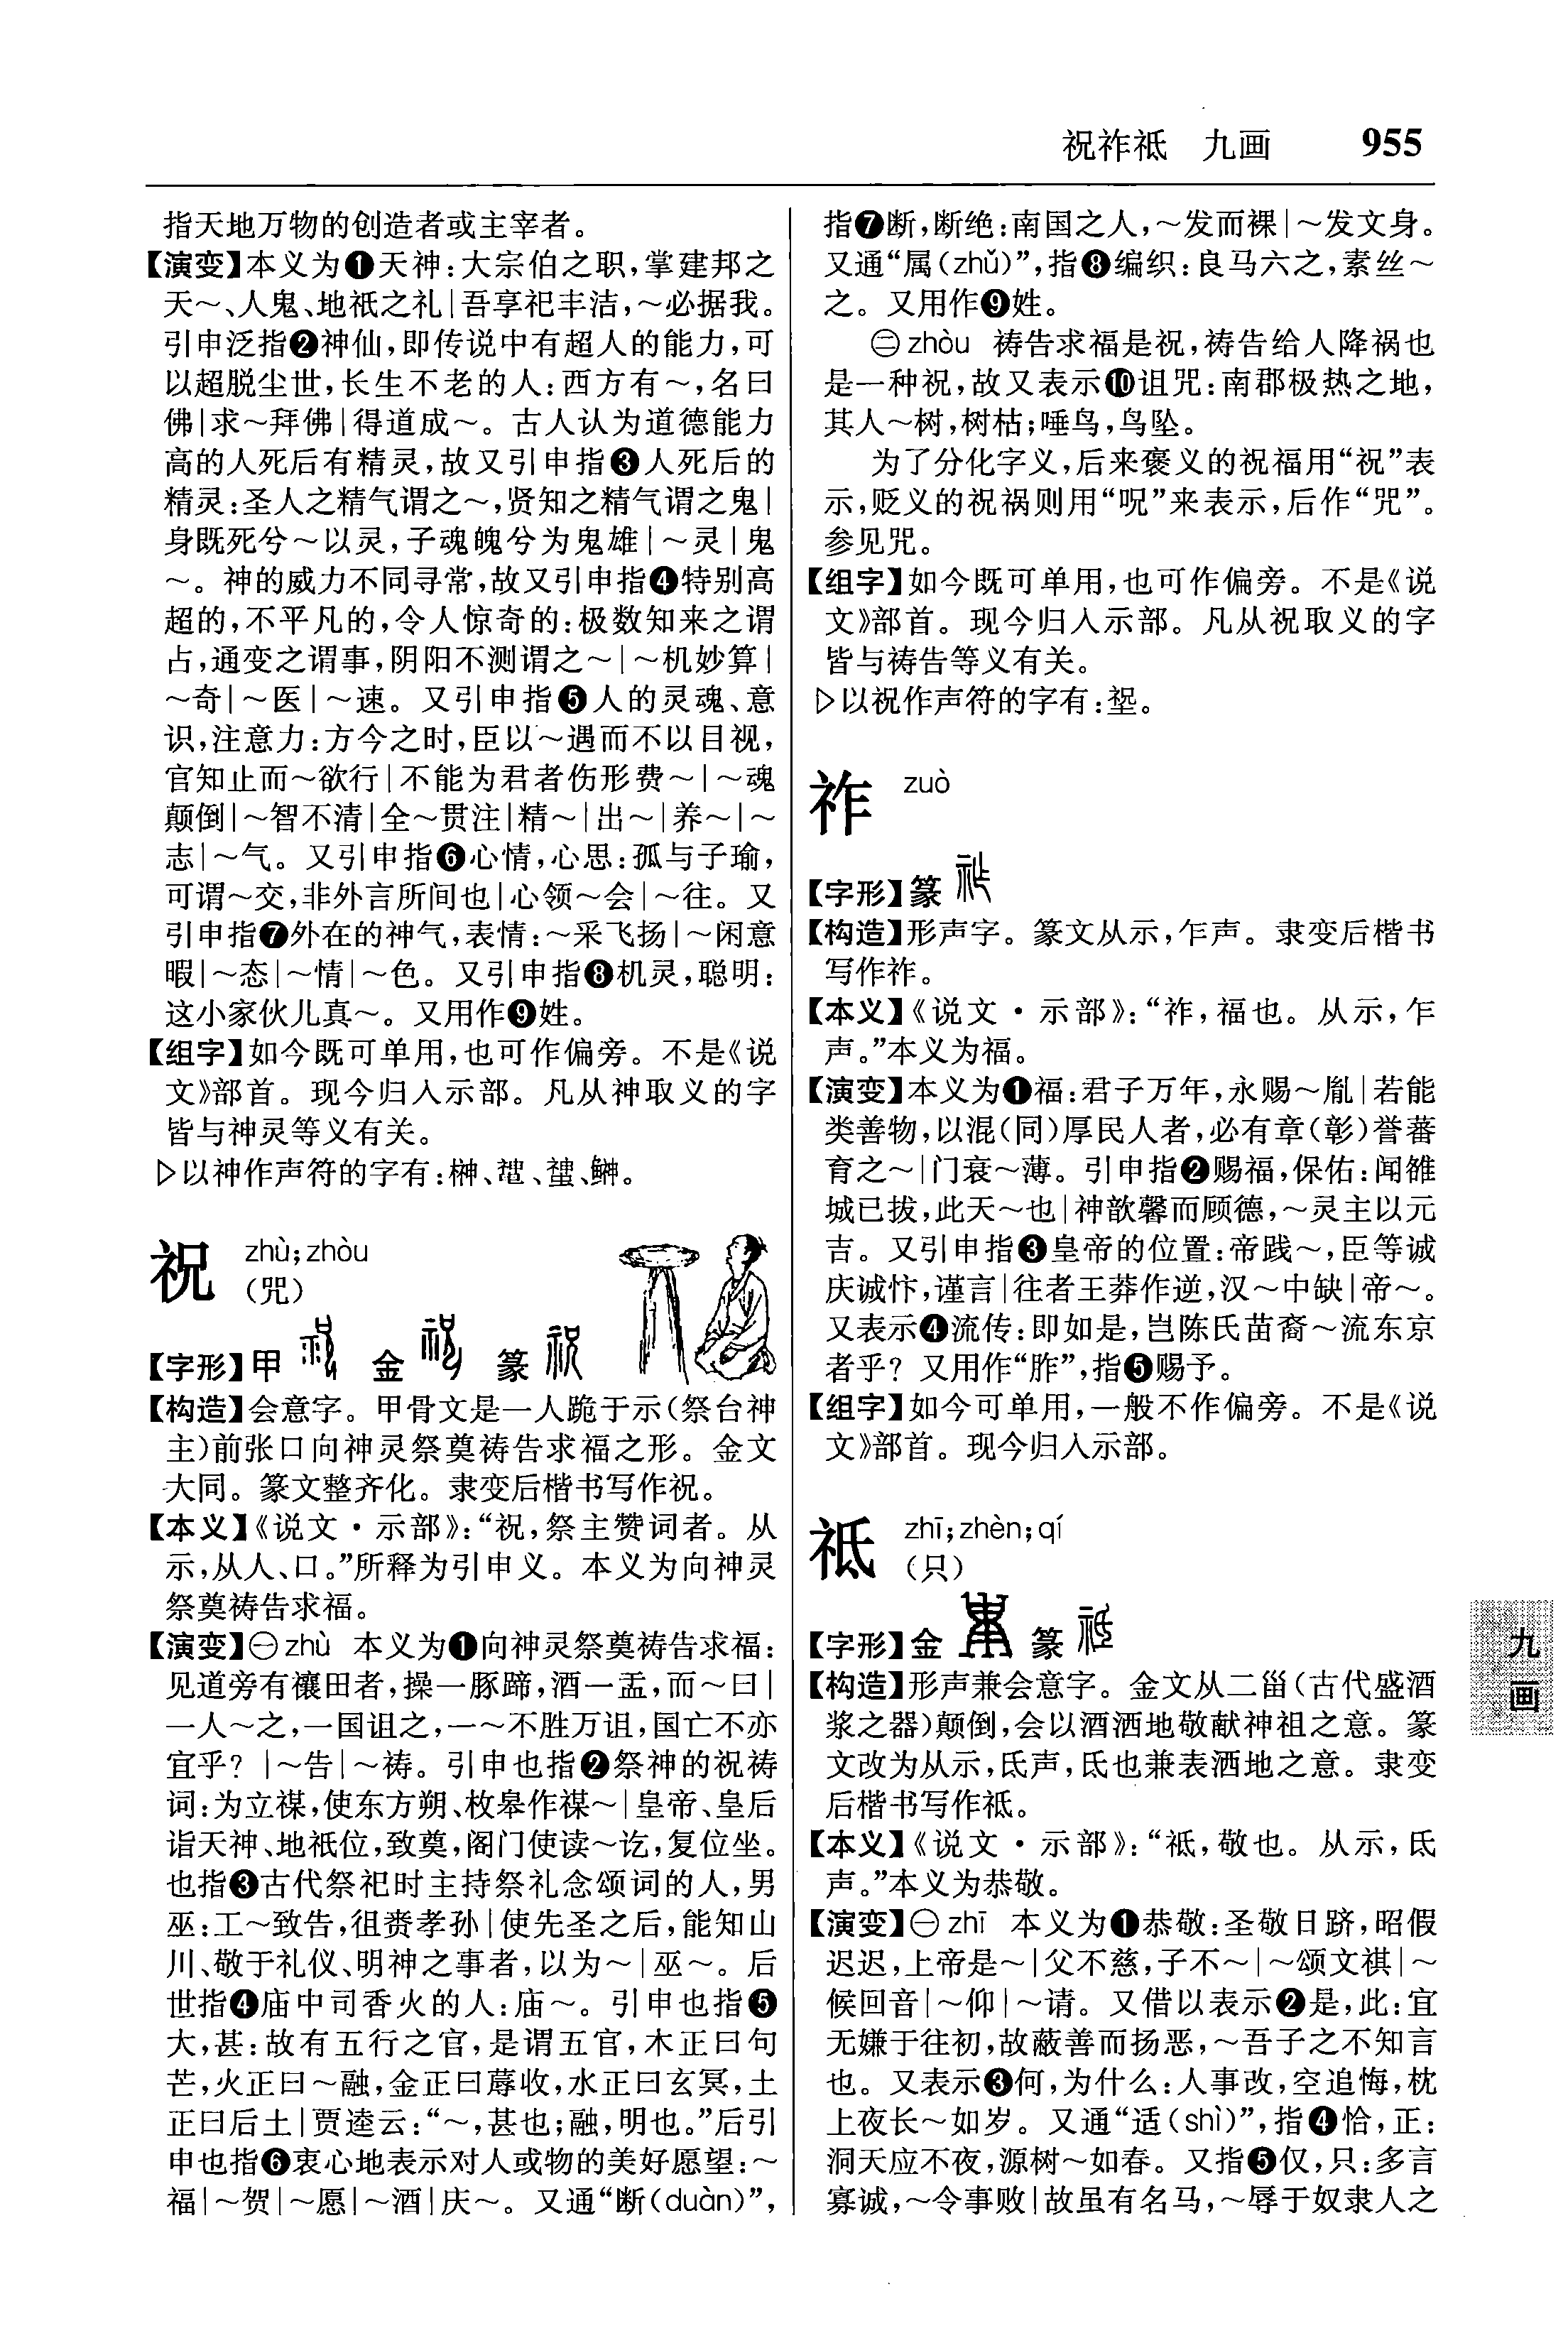 祝祚祗　九画　955
指天地万物的创造者或主宰者。
【演变】本义为❶天神:大宗伯之职,掌建邦之
天～、人鬼、地祇之礼|吾享祀丰洁,～必据我。
引申泛指❷神仙,即传说中有超人的能力,可
以超脱尘世,长生不老的人:西方有～,名曰
佛|求～拜佛|得道成～。古人认为道德能力
高的人死后有精灵,故又引申指❸人死后的
精灵:圣人之精气谓之～,贤知之精气谓之鬼|
身既死兮～以灵,子魂魄兮为鬼雄|～灵|鬼
～。神的威力不同寻常,故又引申指❹特别高
超的,不平凡的,令人惊奇的:极数知来之谓
占,通变之谓事,阴阳不测谓之～|～机妙算|
～奇|～医|～速。又引申指❺人的灵魂、意
识,注意力:方今之时,臣以～遇而不以目视,
官知止而～欲行|不能为君者伤形费～|～魂
颠倒|～智不清|全～贯注|精～|出～|养～|～
志|～气。又引申指❻心情,心思:孤与子瑜,
可谓～交,非外言所间也|心领～会|～往。又
引申指❼外在的神气,表情:～采飞扬|～闲意
暇|～态|～情|～色。又引申指❽机灵,聪明:
这小家伙儿真～。又用作❾姓。
【组字】如今既可单用,也可作偏旁。不是《说
文》部首。现今归入示部。凡从神取义的字
皆与神灵等义有关。
▷以神作声符的字有:榊、
祝 zhù;zhòu
(咒)
【字形】甲 金 篆
【构造】会意字。甲骨文是一人跪于示(祭台神
主)前张口向神灵祭奠祷告求福之形。金文
大同。篆文整齐化。隶变后楷书写作祝。
【本义】《说文·示部》:“祝,祭主赞词者。从
示,从人、口。”所释为引申义。本义为向神灵
祭奠祷告求福。
【演变】㊀zhù 本义为❶向神灵祭奠祷告求福:
见道旁有禳田者,操一豚蹄,酒一盂,而～曰|
一人～之,一国诅之,一～不胜万诅,国亡不亦
宜乎?|～告|～祷。引申也指❷祭神的祝祷
词:为立禖,使东方朔、枚皋作禖～|皇帝、皇后
诣天神、地祇位,致奠,阁门使读～讫,复位坐。
也指❸古代祭祀时主持祭礼念颂词的人,男
巫:工～致告,徂赉孝孙|使先圣之后,能知山
川、敬于礼仪、明神之事者,以为～|巫～。后
世指❹庙中司香火的人:庙～。引申也指❺
大,甚:故有五行之官,是谓五官,木正曰句
芒,火正曰～融,金正曰蓐收,水正曰玄冥,土
正曰后土|贾逵云:“～,甚也;融,明也。”后引
申也指❻衷心地表示对人或物的美好愿望:～
福|～贺|～愿|～酒|庆～。又通“断(duàn)”,
指❼断,断绝:南国之人,～发而裸|～发文身。
又通“属(zhǔ)”,指❽编织:良马六之,素丝～
之。又用作❾姓。
㊁zhòu 祷告求福是祝,祷告给人降祸也
是一种祝,故又表示❿诅咒:南郡极热之地,
其人～树,树枯;唾鸟,鸟坠。
为了分化字义,后来褒义的祝福用“祝”表
示,贬义的祝祸则用“呪”来表示,后作“咒”。
参见咒。
【组字】如今既可单用,也可作偏旁。不是《说
文》部首。现今归入示部。凡从祝取义的字
皆与祷告等义有关。
▷以祝作声符的字有:
祚 zuò
【字形】篆
【构造】形声字。篆文从示,乍声。隶变后楷书
写作祚。
【本义】《说文·示部》:“祚,福也。从示,乍
声。”本义为福。
【演变】本义为❶福:君子万年,永赐～胤|若能
类善物,以混(同)厚民人者,必有章(彰)誉蕃
育之～|门衰～薄。引申指❷赐福,保佑:闻雒
城已拔,此天～也|神歆馨而顾德,～灵主以元
吉。又引申指❸皇帝的位置:帝践～,臣等诚
庆诚忭,谨言|往者王莽作逆,汉～中缺|帝～。
又表示❹流传:即如是,岂陈氏苗裔～流东京
者乎?又用作“胙”,指❺赐予。
【组字】如今可单用,一般不作偏旁。不是《说
文》部首。现今归入示部。
祗 zhī;zhèn;qí
(只)
【字形】金 篆
【构造】形声兼会意字。金文从二甾(古代盛酒
浆之器)颠倒,会以酒洒地敬献神祖之意。篆
文改为从示,氐声,氐也兼表洒地之意。隶变
后楷书写作祗。
【本义】《说文·示部》:“祗,敬也。从示,氐
声。”本义为恭敬。
【演变】㊀zhī 本义为❶恭敬:圣敬日跻,昭假
迟迟,上帝是～|父不慈,子不～|～颂文祺|～
候回音|～仰|～请。又借以表示❷是,此:宜
无嫌于往初,故蔽善而扬恶,～吾子之不知言
也。又表示❸何,为什么:人事改,空追悔,枕
上夜长～如岁。又通“适(shì)”,指❹恰,正:
洞天应不夜,源树～如春。又指❺仅,只:多言
寡诚,～令事败|故虽有名马,～辱于奴隶人之
九
画